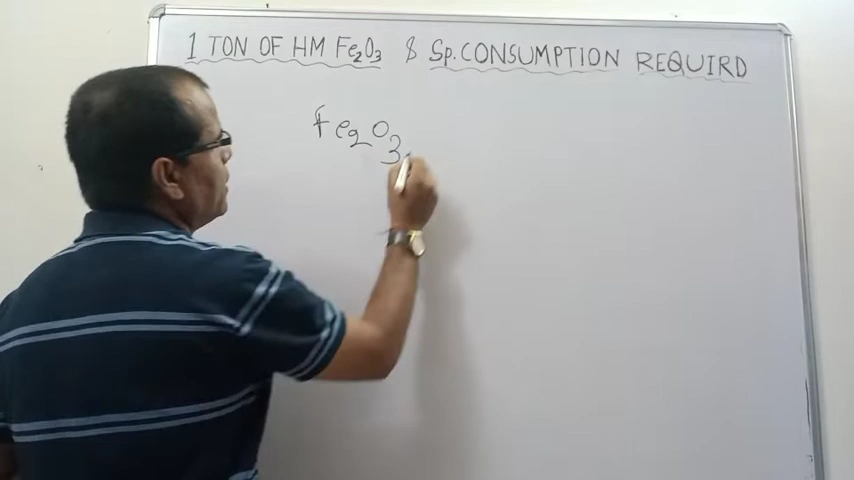 1 TON OF HM Fe₂O₃ & Sp.CONSUMPTION REQUIRD
Fe₂O₃